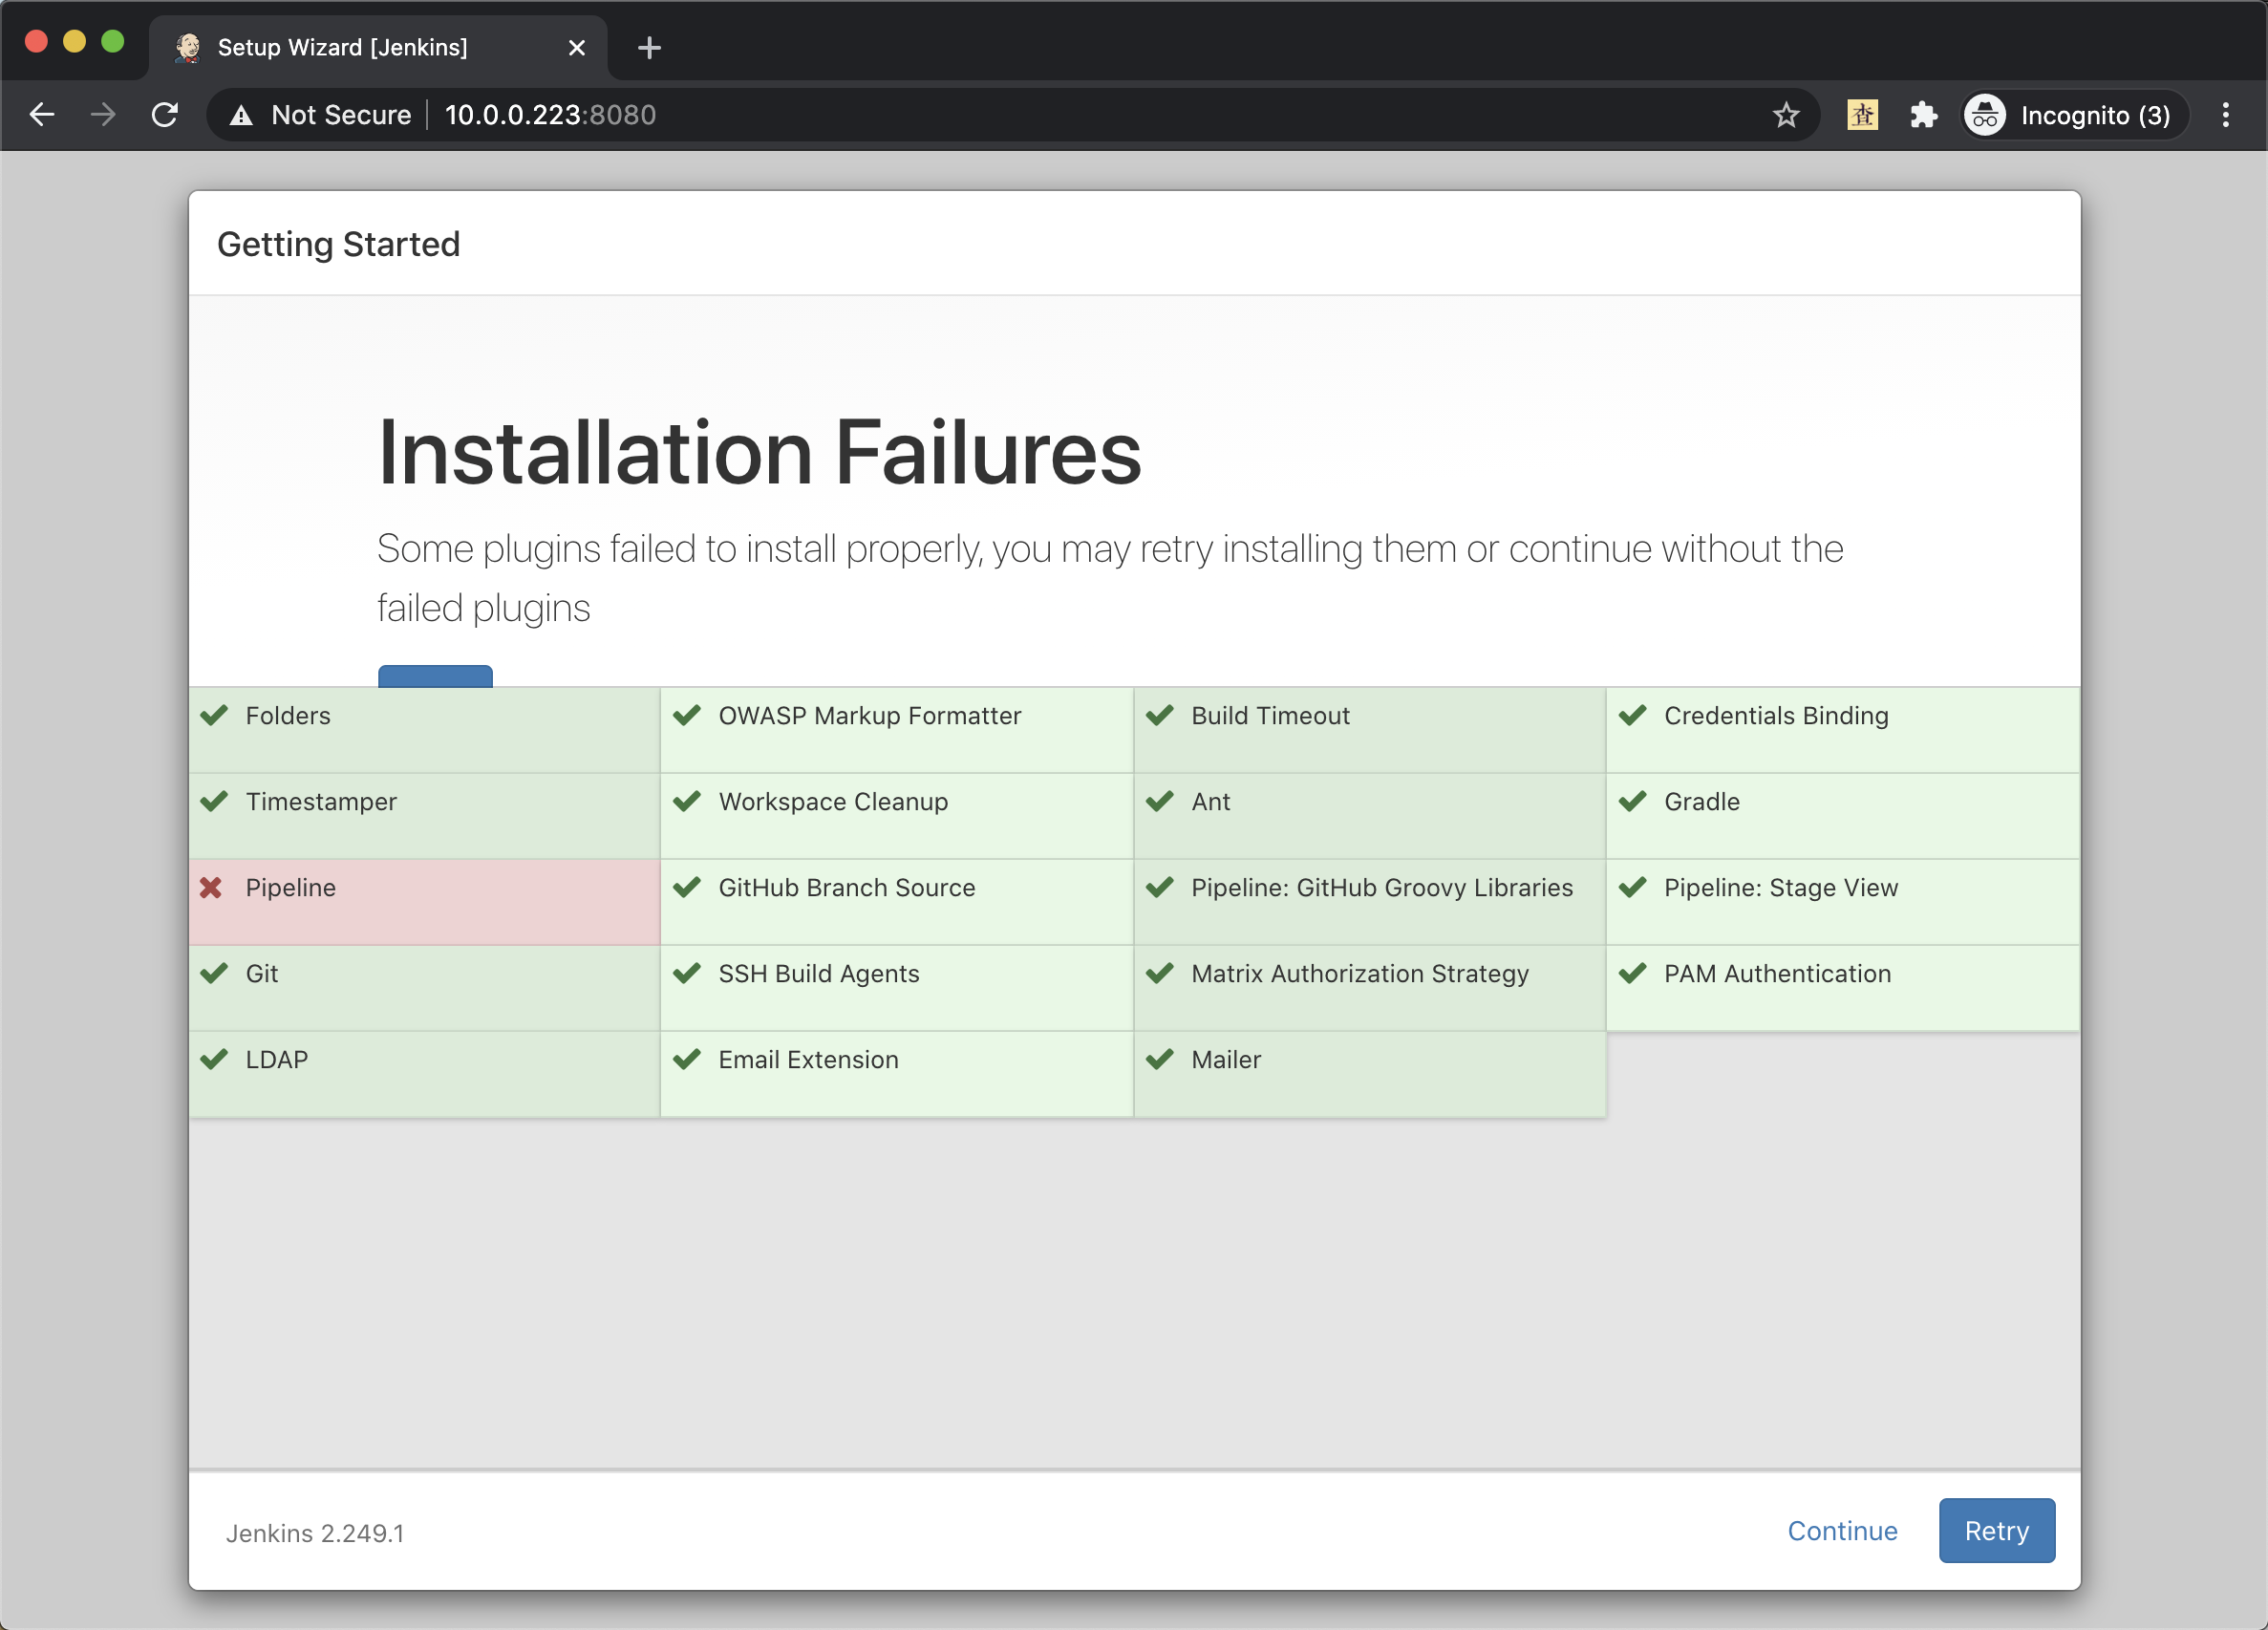 Setup Wizard [Jenkins]
Not Secure 10.0.0.223:8080
查
Incognito (3)
Getting Started
Installation Failures
Some plugins failed to install properly, you may retry installing them or continue without the
failed plugins
Folders OWASP Markup Formatter Build Timeout Credentials Binding
Timestamper Workspace Cleanup Ant Gradle
Pipeline GitHub Branch Source Pipeline: GitHub Groovy Libraries Pipeline: Stage View
Git SSH Build Agents Matrix Authorization Strategy PAM Authentication
LDAP Email Extension Mailer
Jenkins 2.249.1
Continue
Retry